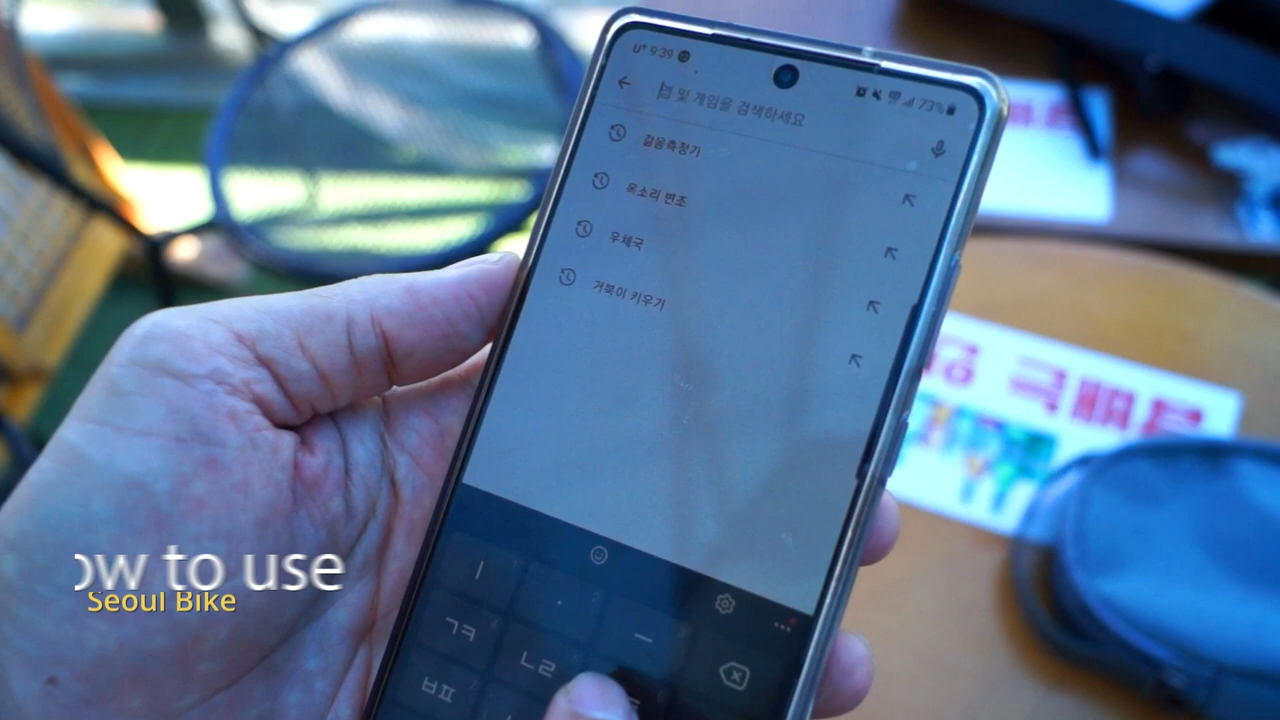 U+ 9:39
73%
앱 및 게임을 검색하세요
걸음측정기
목소리 변조
우체국
거북이 키우기
ow to use
Seoul Bike
ㅣ
ㆍ
ㅡ
ㄱㅋ
ㄴㄹ
ㅂㅍ